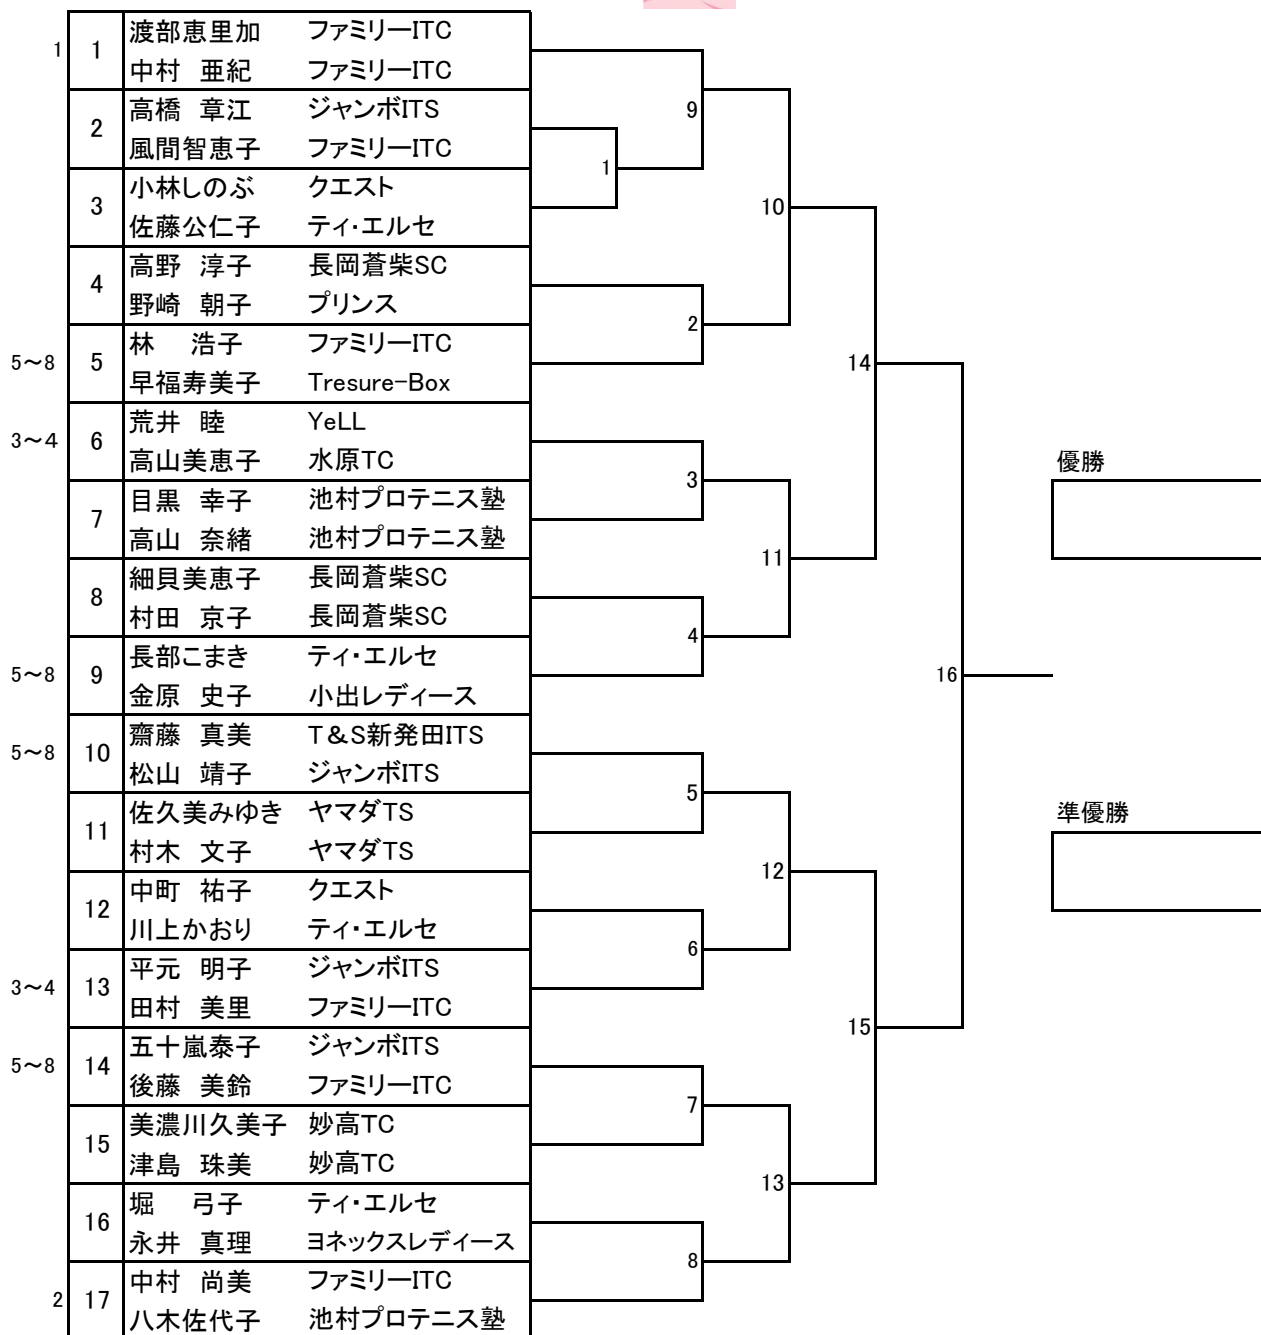 渡部恵里加 ファミリーITC
1 1
中村 亜紀 ファミリーITC
高橋 章江 ジャンボITS
9
2
風間智恵子 ファミリーITC
1
小林しのぶ クエスト
3 10
佐藤公仁子 ティ・エルセ
高野 淳子 長岡蒼柴SC
4
野崎 朝子 プリンス
2
林 浩子 ファミリーITC
5～8 5 14
早福寿美子 Tresure-Box
荒井 睦 YeLL
3～4 6
高山美恵子 水原TC
優勝
3
目黒 幸子 池村プロテニス塾
7
高山 奈緒 池村プロテニス塾
11
細貝美恵子 長岡蒼柴SC
8
村田 京子 長岡蒼柴SC
4
長部こまき ティ・エルセ
5～8 9 16
金原 史子 小出レディース
齋藤 真美 T＆S新発田ITS
5～8 10
松山 靖子 ジャンボITS
5
佐久美みゆき ヤマダTS
準優勝
11
村木 文子 ヤマダTS
12
中町 祐子 クエスト
12
川上かおり ティ・エルセ
6
平元 明子 ジャンボITS
3～4 13
田村 美里 ファミリーITC
15
五十嵐泰子 ジャンボITS
5～8 14
後藤 美鈴 ファミリーITC
7
美濃川久美子 妙高TC
15
津島 珠美 妙高TC
13
堀 弓子 ティ・エルセ
16
永井 真理 ヨネックスレディース
8
中村 尚美 ファミリーITC
2 17
八木佐代子 池村プロテニス塾